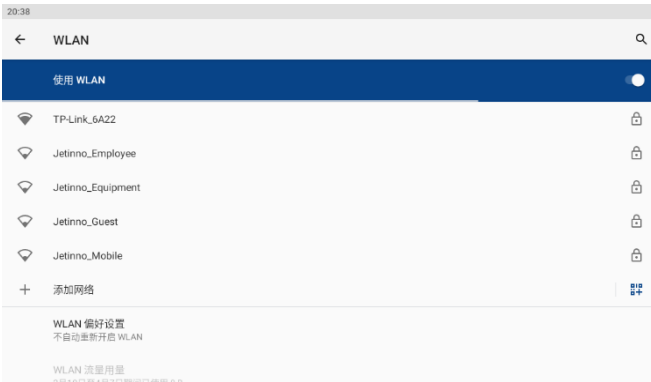 20:38
WLAN
使用 WLAN
TP-Link_6A22
Jetinno_Employee
Jetinno_Equipment
Jetinno_Guest
Jetinno_Mobile
添加网络
WLAN 偏好设置
不自动重新开启 WLAN
WLAN 流量用量